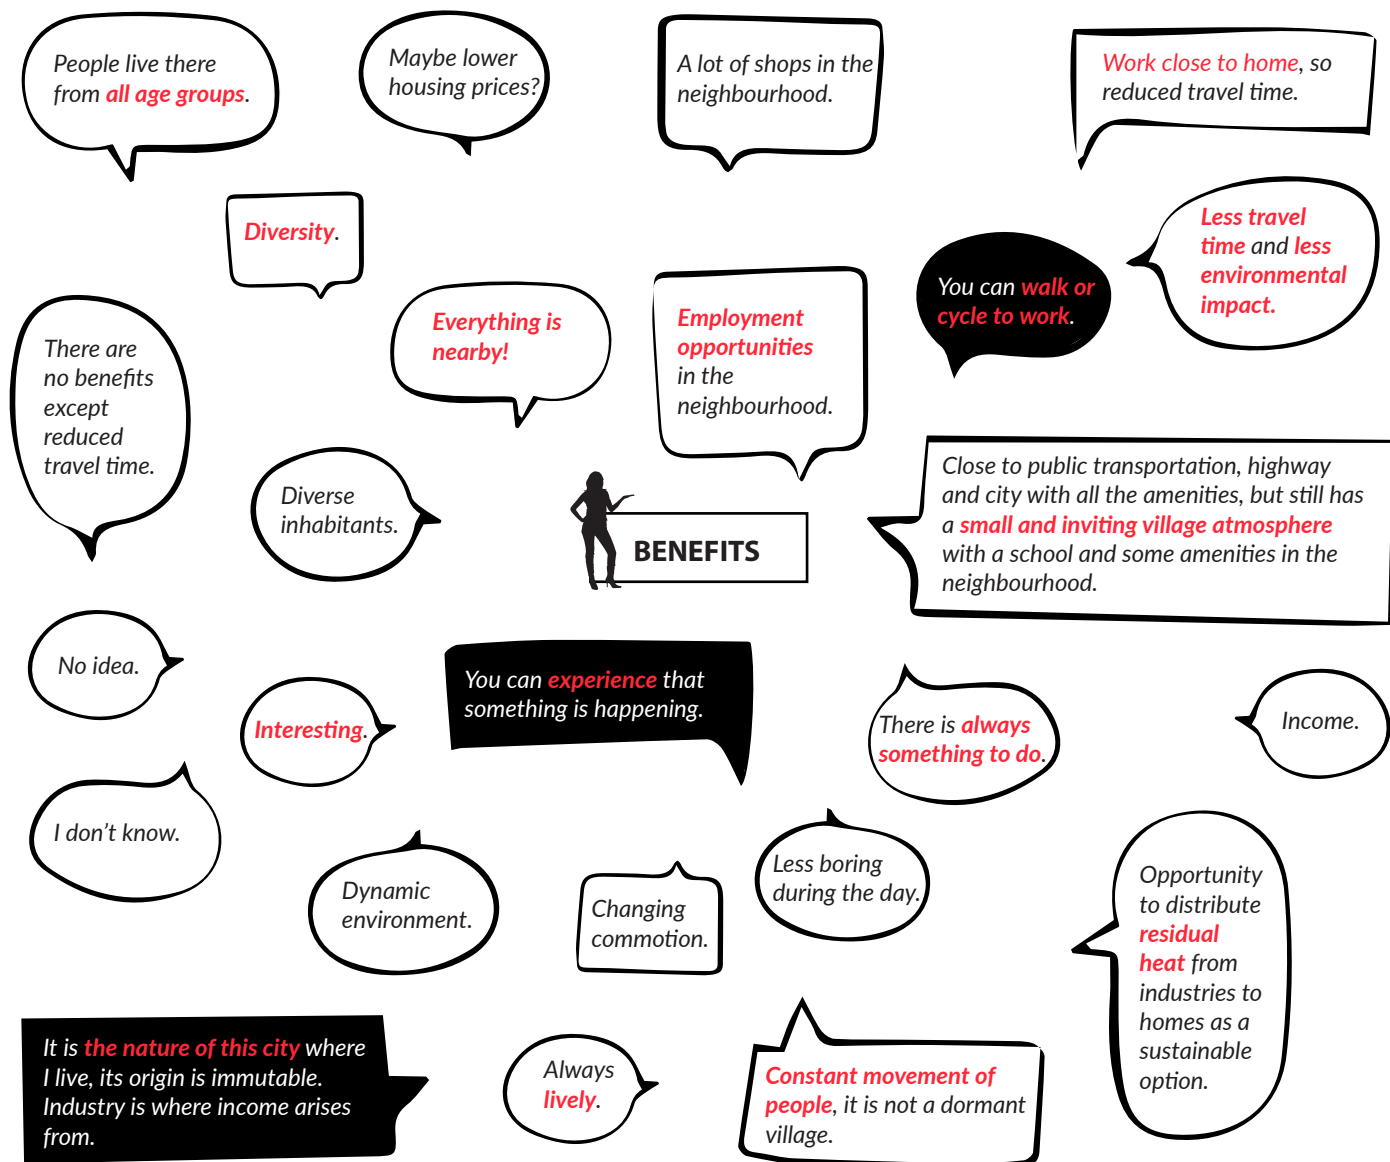 People live there
from all age groups.
Maybe lower
housing prices?
A lot of shops in the
neighbourhood.
Work close to home, so
reduced travel time.
Diversity.
Less travel
time and less
environmental
impact.
You can walk or
cycle to work.
Everything is
nearby!
Employment
opportunities
in the
neighbourhood.
There are
no benefits
except
reduced
travel time.
Diverse
inhabitants.
BENEFITS
Close to public transportation, highway
and city with all the amenities, but still has
a small and inviting village atmosphere
with a school and some amenities in the
neighbourhood.
No idea.
Interesting.
You can experience that
something is happening.
There is always
something to do.
Income.
I don’t know.
Dynamic
environment.
Changing
commotion.
Less boring
during the day.
Opportunity
to distribute
residual
heat from
industries to
homes as a
sustainable
option.
It is the nature of this city where
I live, its origin is immutable.
Industry is where income arises
from.
Always
lively.
Constant movement of
people, it is not a dormant
village.